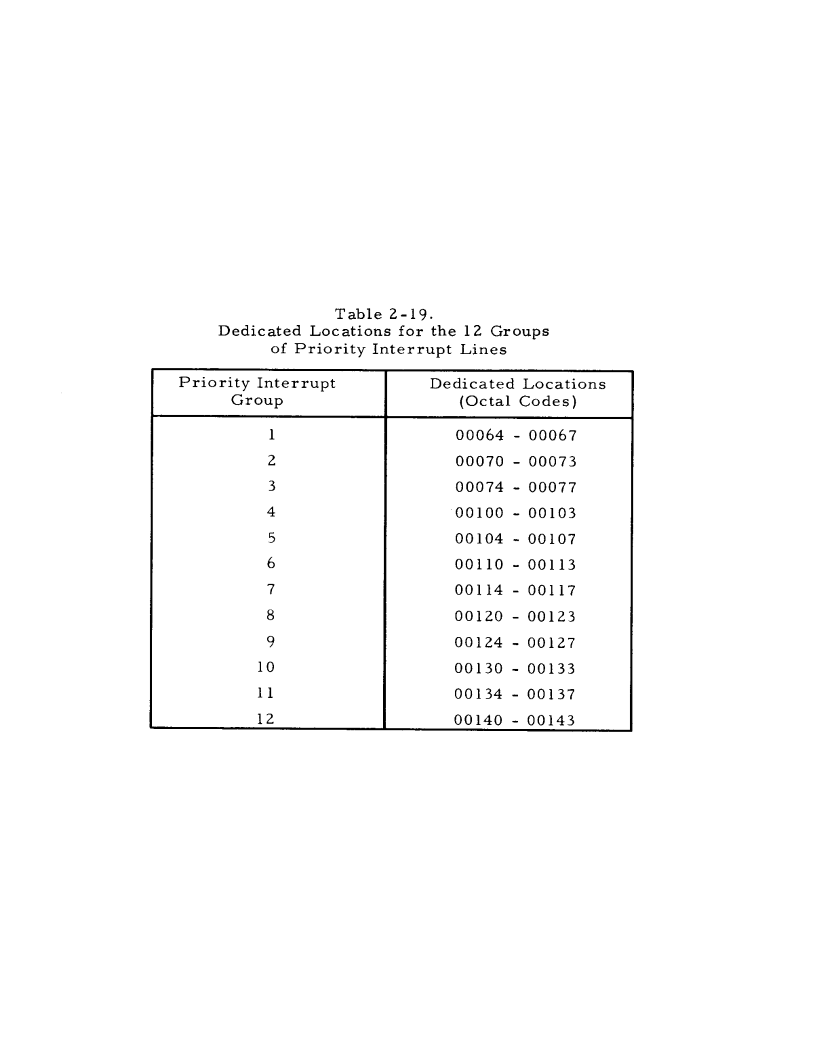 Table 2-19.
Dedicated Locations for the 12 Groups
of Priority Interrupt Lines
Priority Interrupt Group Dedicated Locations (Octal Codes)
1 00064 - 00067
2 00070 - 00073
3 00074 - 00077
4 00100 - 00103
5 00104 - 00107
6 00110 - 00113
7 00114 - 00117
8 00120 - 00123
9 00124 - 00127
10 00130 - 00133
11 00134 - 00137
12 00140 - 00143